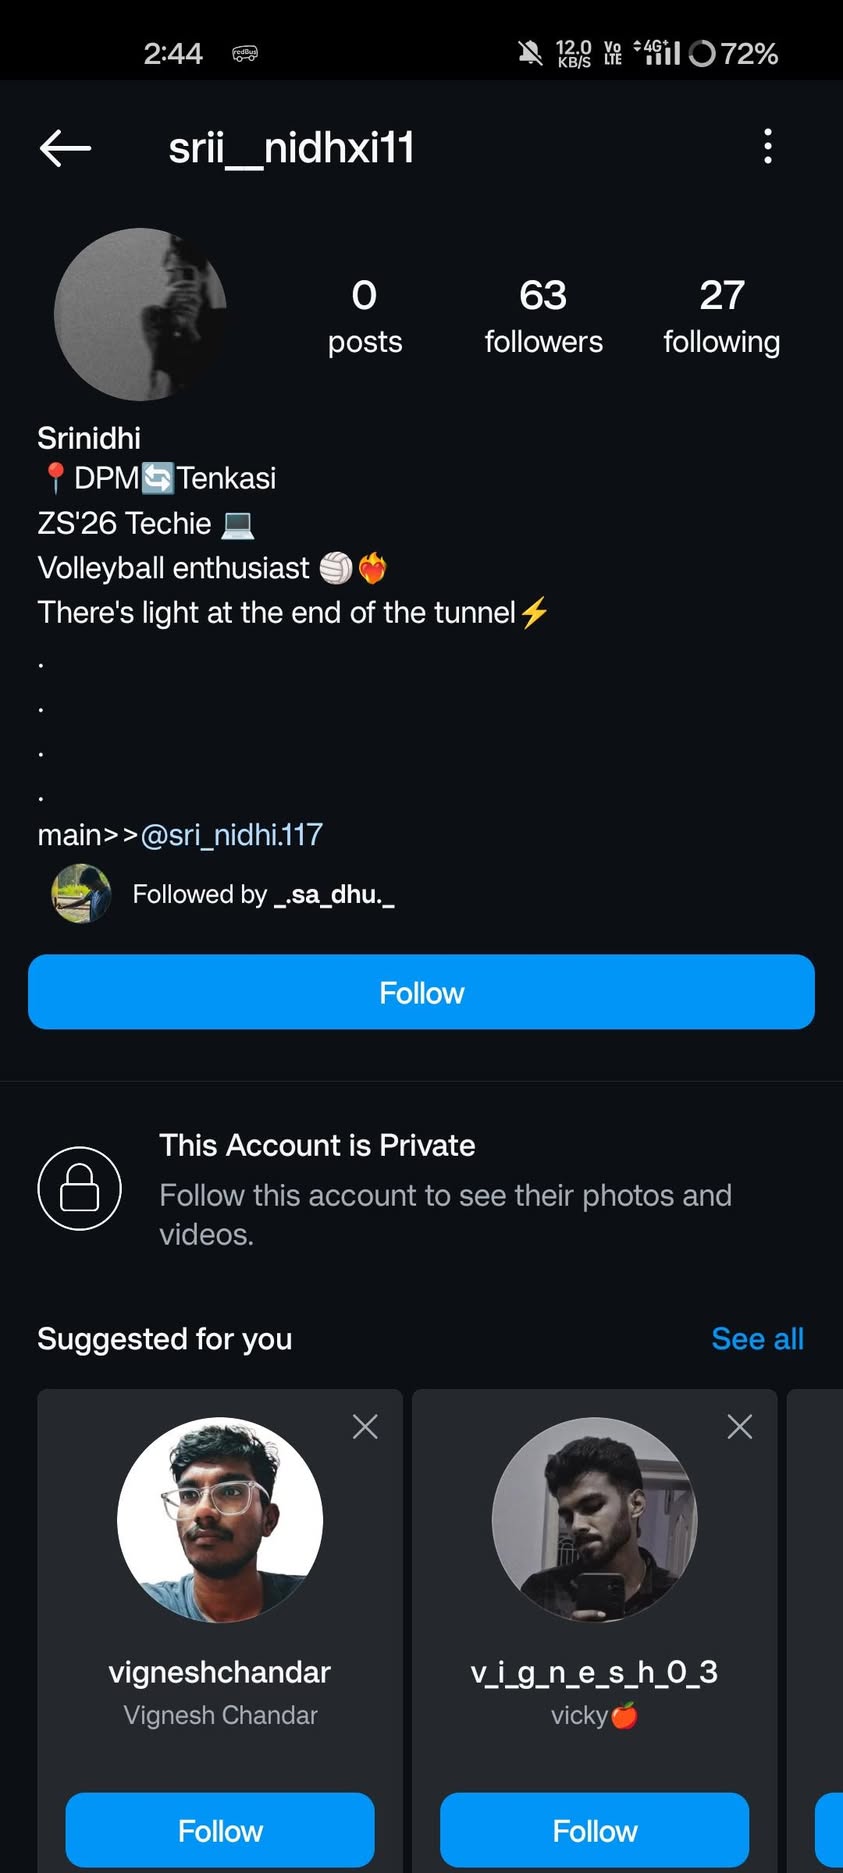 2:44 redBus 12.0 KB/S Vo LTE 4G+ 72%
srii__nidhxi11
0 63 27
posts followers following
Srinidhi
📍DPM🔄Tenkasi
ZS'26 Techie 💻
Volleyball enthusiast 🏐❤️‍🔥
There's light at the end of the tunnel⚡
.
.
.
.
main>>@sri_nidhi.117
Followed by _.sa_dhu._
Follow
This Account is Private
Follow this account to see their photos and
videos.
Suggested for you See all
vigneshchandar v_i_g_n_e_s_h_0_3
Vignesh Chandar vicky🍎
Follow Follow